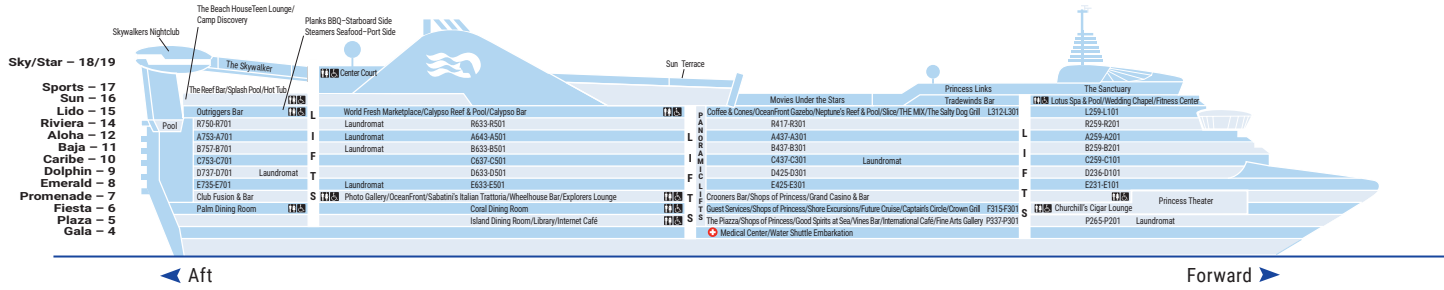 The Beach HouseTeen Lounge/
Camp Discovery
Planks BBQ–Starboard Side
Steamers Seafood–Port Side
Skywalkers Nightclub
Sky/Star – 18/19
The Skywalker
Center Court
Sun Terrace
Sports – 17
The Reef Bar/Splash Pool/Hot Tub
Princess Links
The Sanctuary
Sun – 16
Movies Under the Stars
Tradewinds Bar
Lotus Spa & Pool/Wedding Chapel/Fitness Center
Lido – 15
Outriggers Bar
World Fresh Marketplace/Calypso Reef & Pool/Calypso Bar
Coffee & Cones/OceanFront Gazebo/Neptune's Reef & Pool/Slice/THE MIX/The Salty Dog Grill L312-L301
L259-L101
Riviera – 14
Pool
R750-R701
R633-R501
R417-R301
R259-R201
Aloha – 12
A753-A701
Laundromat
A643-A501
A437-A301
A259-A201
Baja – 11
B757-B701
Laundromat
B633-B501
B437-B301
B259-B201
Caribe – 10
C753-C701
C637-C501
C437-C301
Laundromat
C259-C101
Dolphin – 9
D737-D701
Laundromat
D633-D501
D425-D301
D236-D101
Emerald – 8
E735-E701
Laundromat
E633-E501
E425-E301
E231-E101
Promenade – 7
Club Fusion & Bar
Photo Gallery/OceanFront/Sabatini's Italian Trattoria/Wheelhouse Bar/Explorers Lounge
Crooners Bar/Shops of Princess/Grand Casino & Bar
Princess Theater
Fiesta – 6
Palm Dining Room
Coral Dining Room
Guest Services/Shops of Princess/Shore Excursions/Future Cruise/Captain's Circle/Crown Grill F315-F301
Churchill's Cigar Lounge
Plaza – 5
Island Dining Room/Library/Internet Café
The Piazza/Shops of Princess/Good Spirits at Sea/Vines Bar/International Café/Fine Arts Gallery P337-P301
P265-P201
Laundromat
Gala – 4
Medical Center/Water Shuttle Embarkation
LIFTS
LIFTS
PANORAMIC LIFTS
LIFTS
Laundromat
Aft
Forward